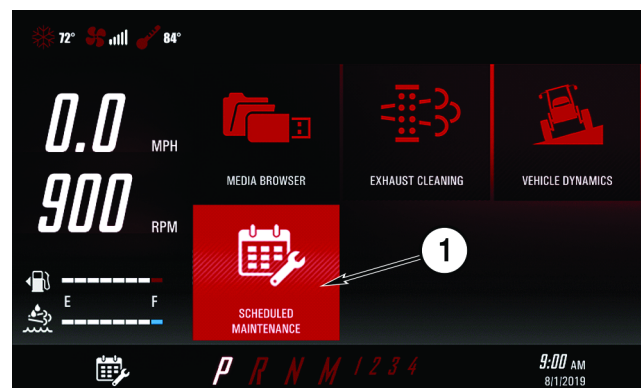 72° 84°
0.0 MPH
900 RPM
MEDIA BROWSER
EXHAUST CLEANING
VEHICLE DYNAMICS
SCHEDULED
MAINTENANCE
1
E F
P R N M 1 2 3 4
9:00 AM
8/1/2019